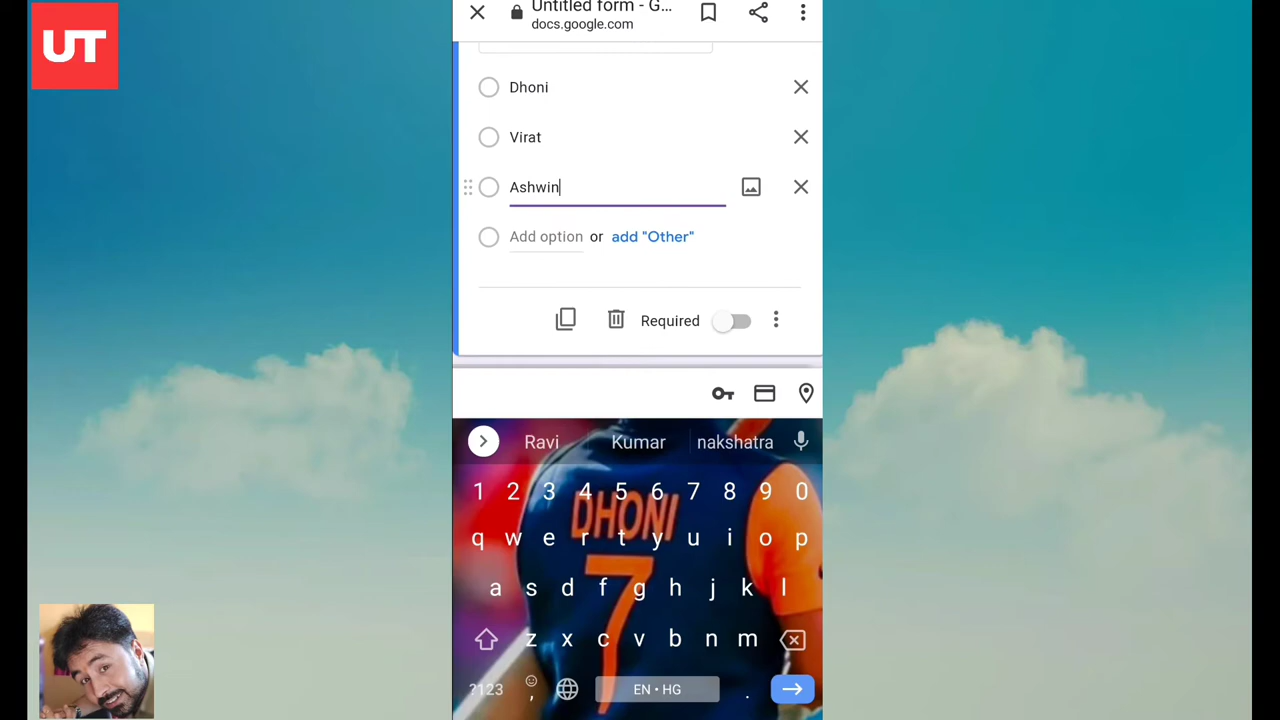 UT
Untitled form - G...
docs.google.com
Dhoni
Virat
Ashwin
Add option or add "Other"
Required
Ravi Kumar nakshatra
1 2 3 4 5 6 7 8 9 0
q w e r t y u i o p
a s d f g h j k l
z x c v b n m
?123 , EN • HG .
DHONI
7